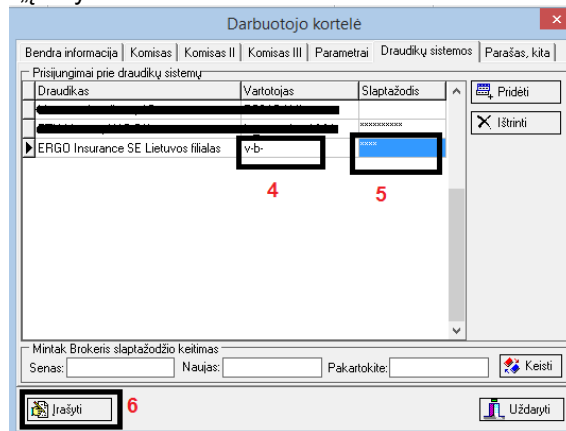 Darbuotojo kortelė
Bendra informacija Komisas Komisas II Komisas III Parametrai Draudikų sistemos Parašas, kita
Prisijungimai prie draudikų sistemų
Draudikas Vartotojas Slaptažodis
Pridėti
**********
Ištrinti
ERGO Insurance SE Lietuvos filialas v-b- ****
4 5
Mintak Brokeris slaptažodžio keitimas
Senas: Naujas: Pakartokite: Keisti
Įrašyti 6 Uždaryti